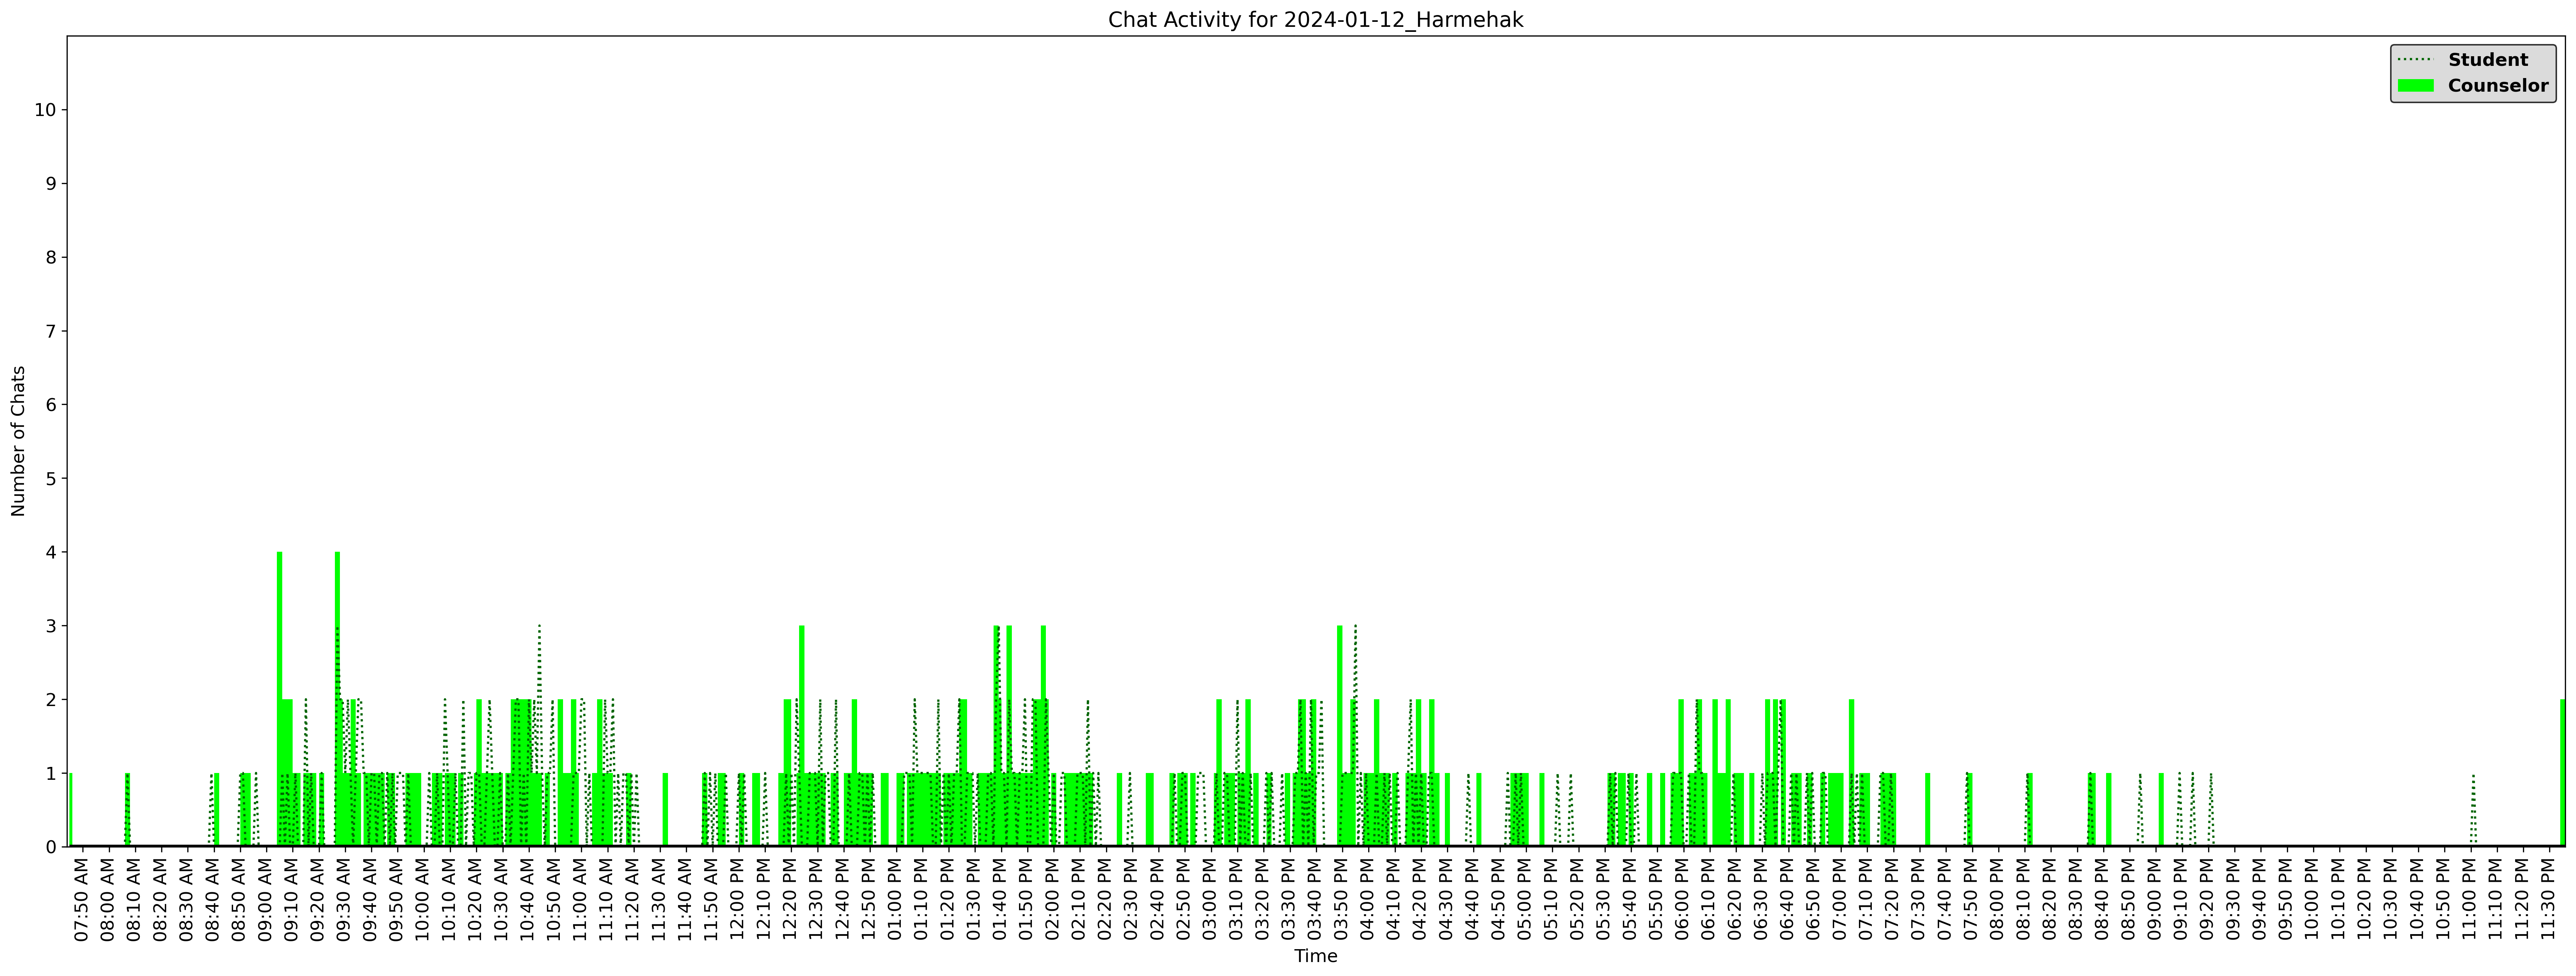 Chat Activity for 2024-01-12_Harmehak
Student
Counselor
Number of Chats
10
9
8
7
6
5
4
3
2
1
0
07:50 AM
08:00 AM
08:10 AM
08:20 AM
08:30 AM
08:40 AM
08:50 AM
09:00 AM
09:10 AM
09:20 AM
09:30 AM
09:40 AM
09:50 AM
10:00 AM
10:10 AM
10:20 AM
10:30 AM
10:40 AM
10:50 AM
11:00 AM
11:10 AM
11:20 AM
11:30 AM
11:40 AM
11:50 AM
12:00 PM
12:10 PM
12:20 PM
12:30 PM
12:40 PM
12:50 PM
01:00 PM
01:10 PM
01:20 PM
01:30 PM
01:40 PM
01:50 PM
02:00 PM
02:10 PM
02:20 PM
02:30 PM
02:40 PM
02:50 PM
03:00 PM
03:10 PM
03:20 PM
03:30 PM
03:40 PM
03:50 PM
04:00 PM
04:10 PM
04:20 PM
04:30 PM
04:40 PM
04:50 PM
05:00 PM
05:10 PM
05:20 PM
05:30 PM
05:40 PM
05:50 PM
06:00 PM
06:10 PM
06:20 PM
06:30 PM
06:40 PM
06:50 PM
07:00 PM
07:10 PM
07:20 PM
07:30 PM
07:40 PM
07:50 PM
08:00 PM
08:10 PM
08:20 PM
08:30 PM
08:40 PM
08:50 PM
09:00 PM
09:10 PM
09:20 PM
09:30 PM
09:40 PM
09:50 PM
10:00 PM
10:10 PM
10:20 PM
10:30 PM
10:40 PM
10:50 PM
11:00 PM
11:10 PM
11:20 PM
11:30 PM
Time